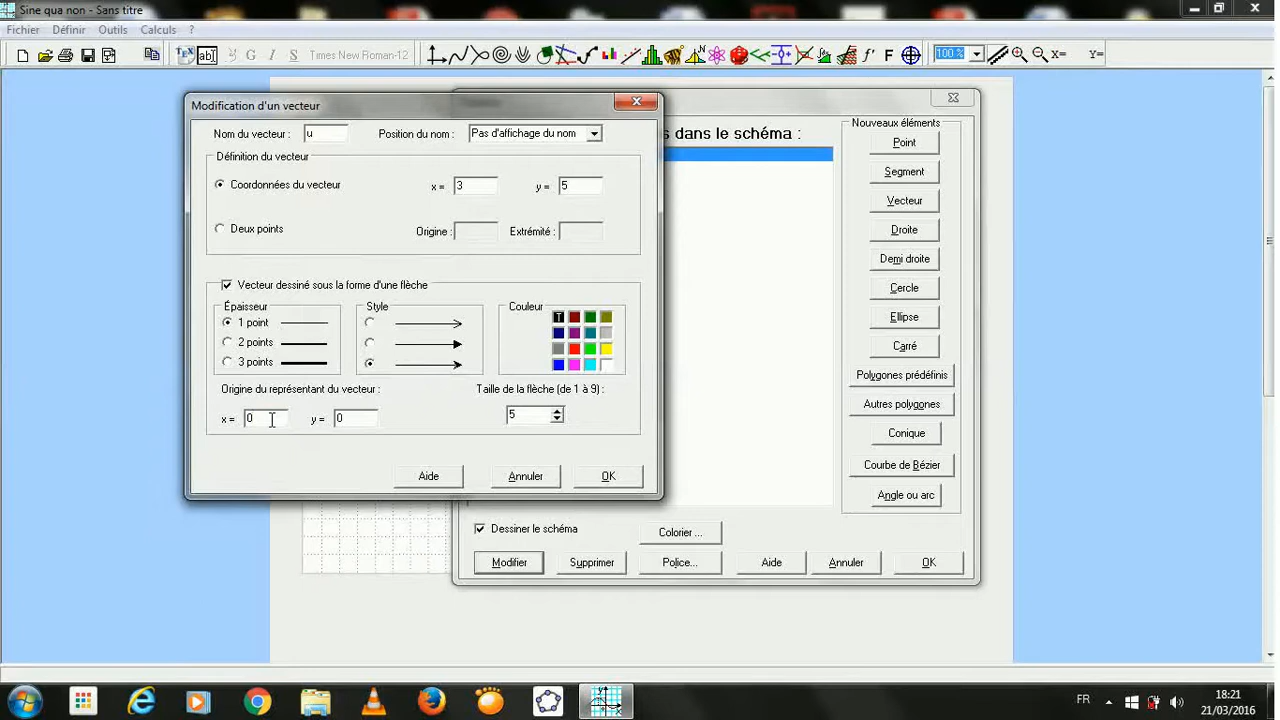 Sine qua non - Sans titre
Fichier Définir Outils Calculs ?
TEX abI G I S Times New Roman-12 f' F 100 % X= Y=
Modification d'un vecteur
Nom du vecteur : u Position du nom : Pas d'affichage du nom
s dans le schéma :
Nouveaux éléments
Point
Définition du vecteur
Segment
Coordonnées du vecteur x = 3 y = 5
Vecteur
Deux points Origine : Extrémité :
Droite
Demi droite
Vecteur dessiné sous la forme d'une flèche
Cercle
Épaisseur Style Couleur
1 point T
Ellipse
2 points
Carré
3 points
Polygones prédéfinis
Origine du représentant du vecteur : Taille de la flèche (de 1 à 9) :
Autres polygones
x = 0 y = 0 5
Conique
Courbe de Bézier
Aide Annuler OK
Angle ou arc
Dessiner le schéma Colorier ...
Modifier Supprimer Police... Aide Annuler OK
FR
18:21
21/03/2016